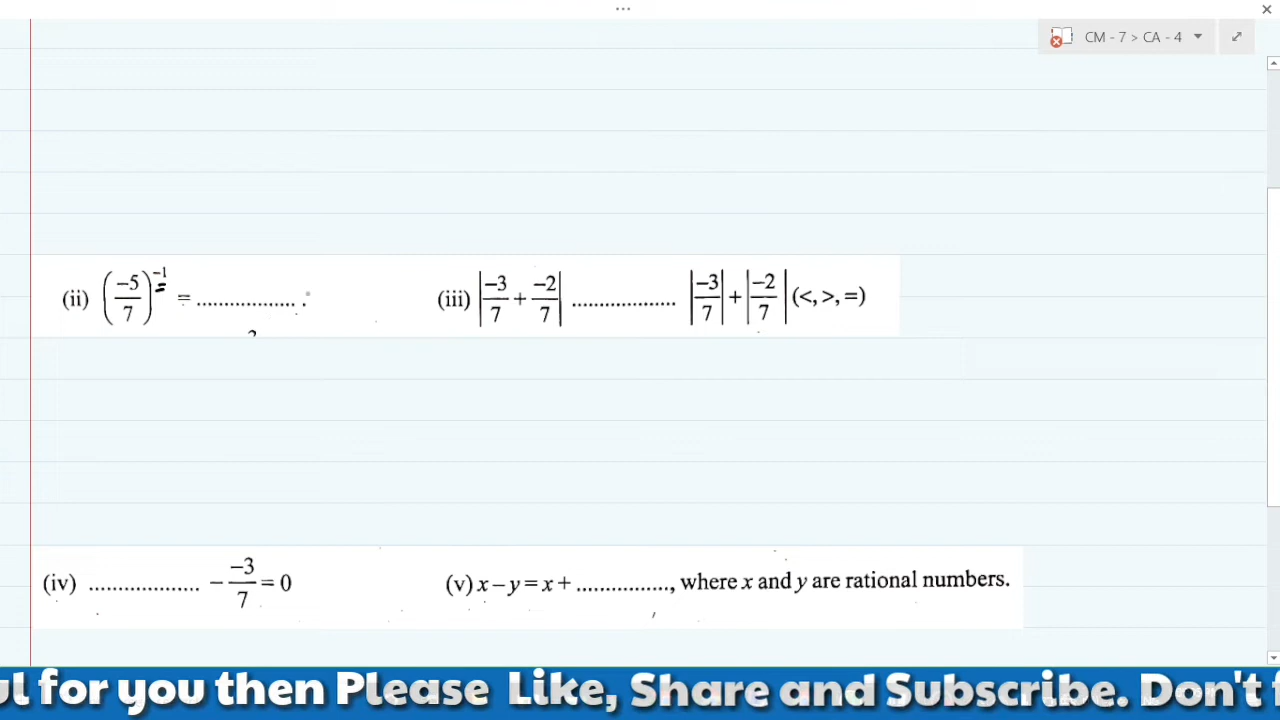 CM - 7 > CA - 4
(ii) (-5/7)^-1 = ................. .
(iii) |-3/7 + -2/7| .................. |-3/7| + |-2/7| (<, >, =)
(iv) ................... - -3/7 = 0
(v) x – y = x + ................, where x and y are rational numbers.
for you then Please Like, Share and Subscribe. Don't